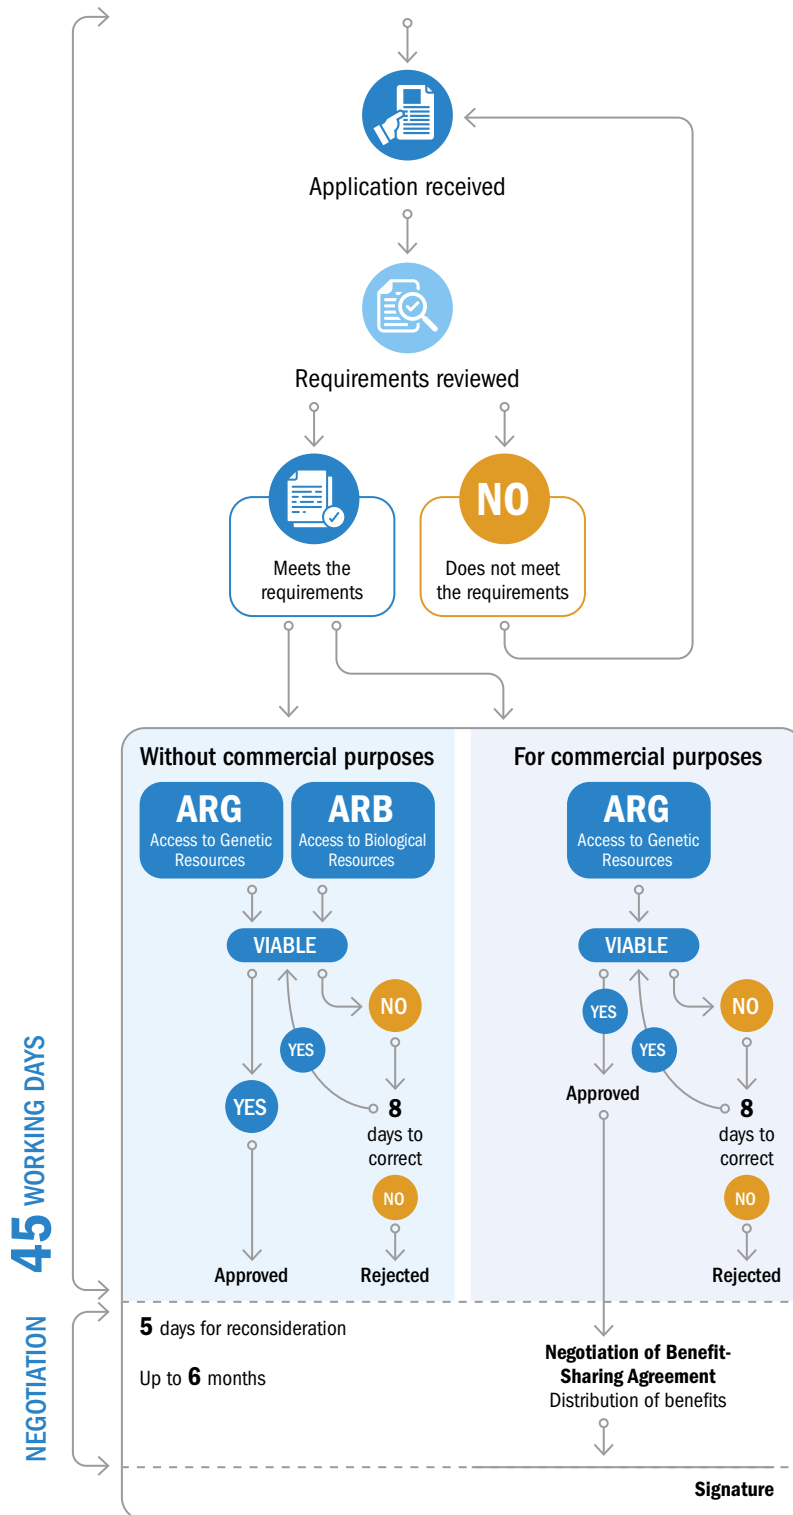 Application received
Requirements reviewed
Meets the
requirements
NO
Does not meet
the requirements
Without commercial purposes
ARG
Access to Genetic
Resources
ARB
Access to Biological
Resources
VIABLE
NO
YES
YES
8
days to
correct
NO
Approved
Rejected
For commercial purposes
ARG
Access to Genetic
Resources
VIABLE
YES
NO
YES
Approved
8
days to
correct
NO
Rejected
45 WORKING DAYS
NEGOTIATION
5 days for reconsideration
Up to 6 months
Negotiation of Benefit-
Sharing Agreement
Distribution of benefits
Signature